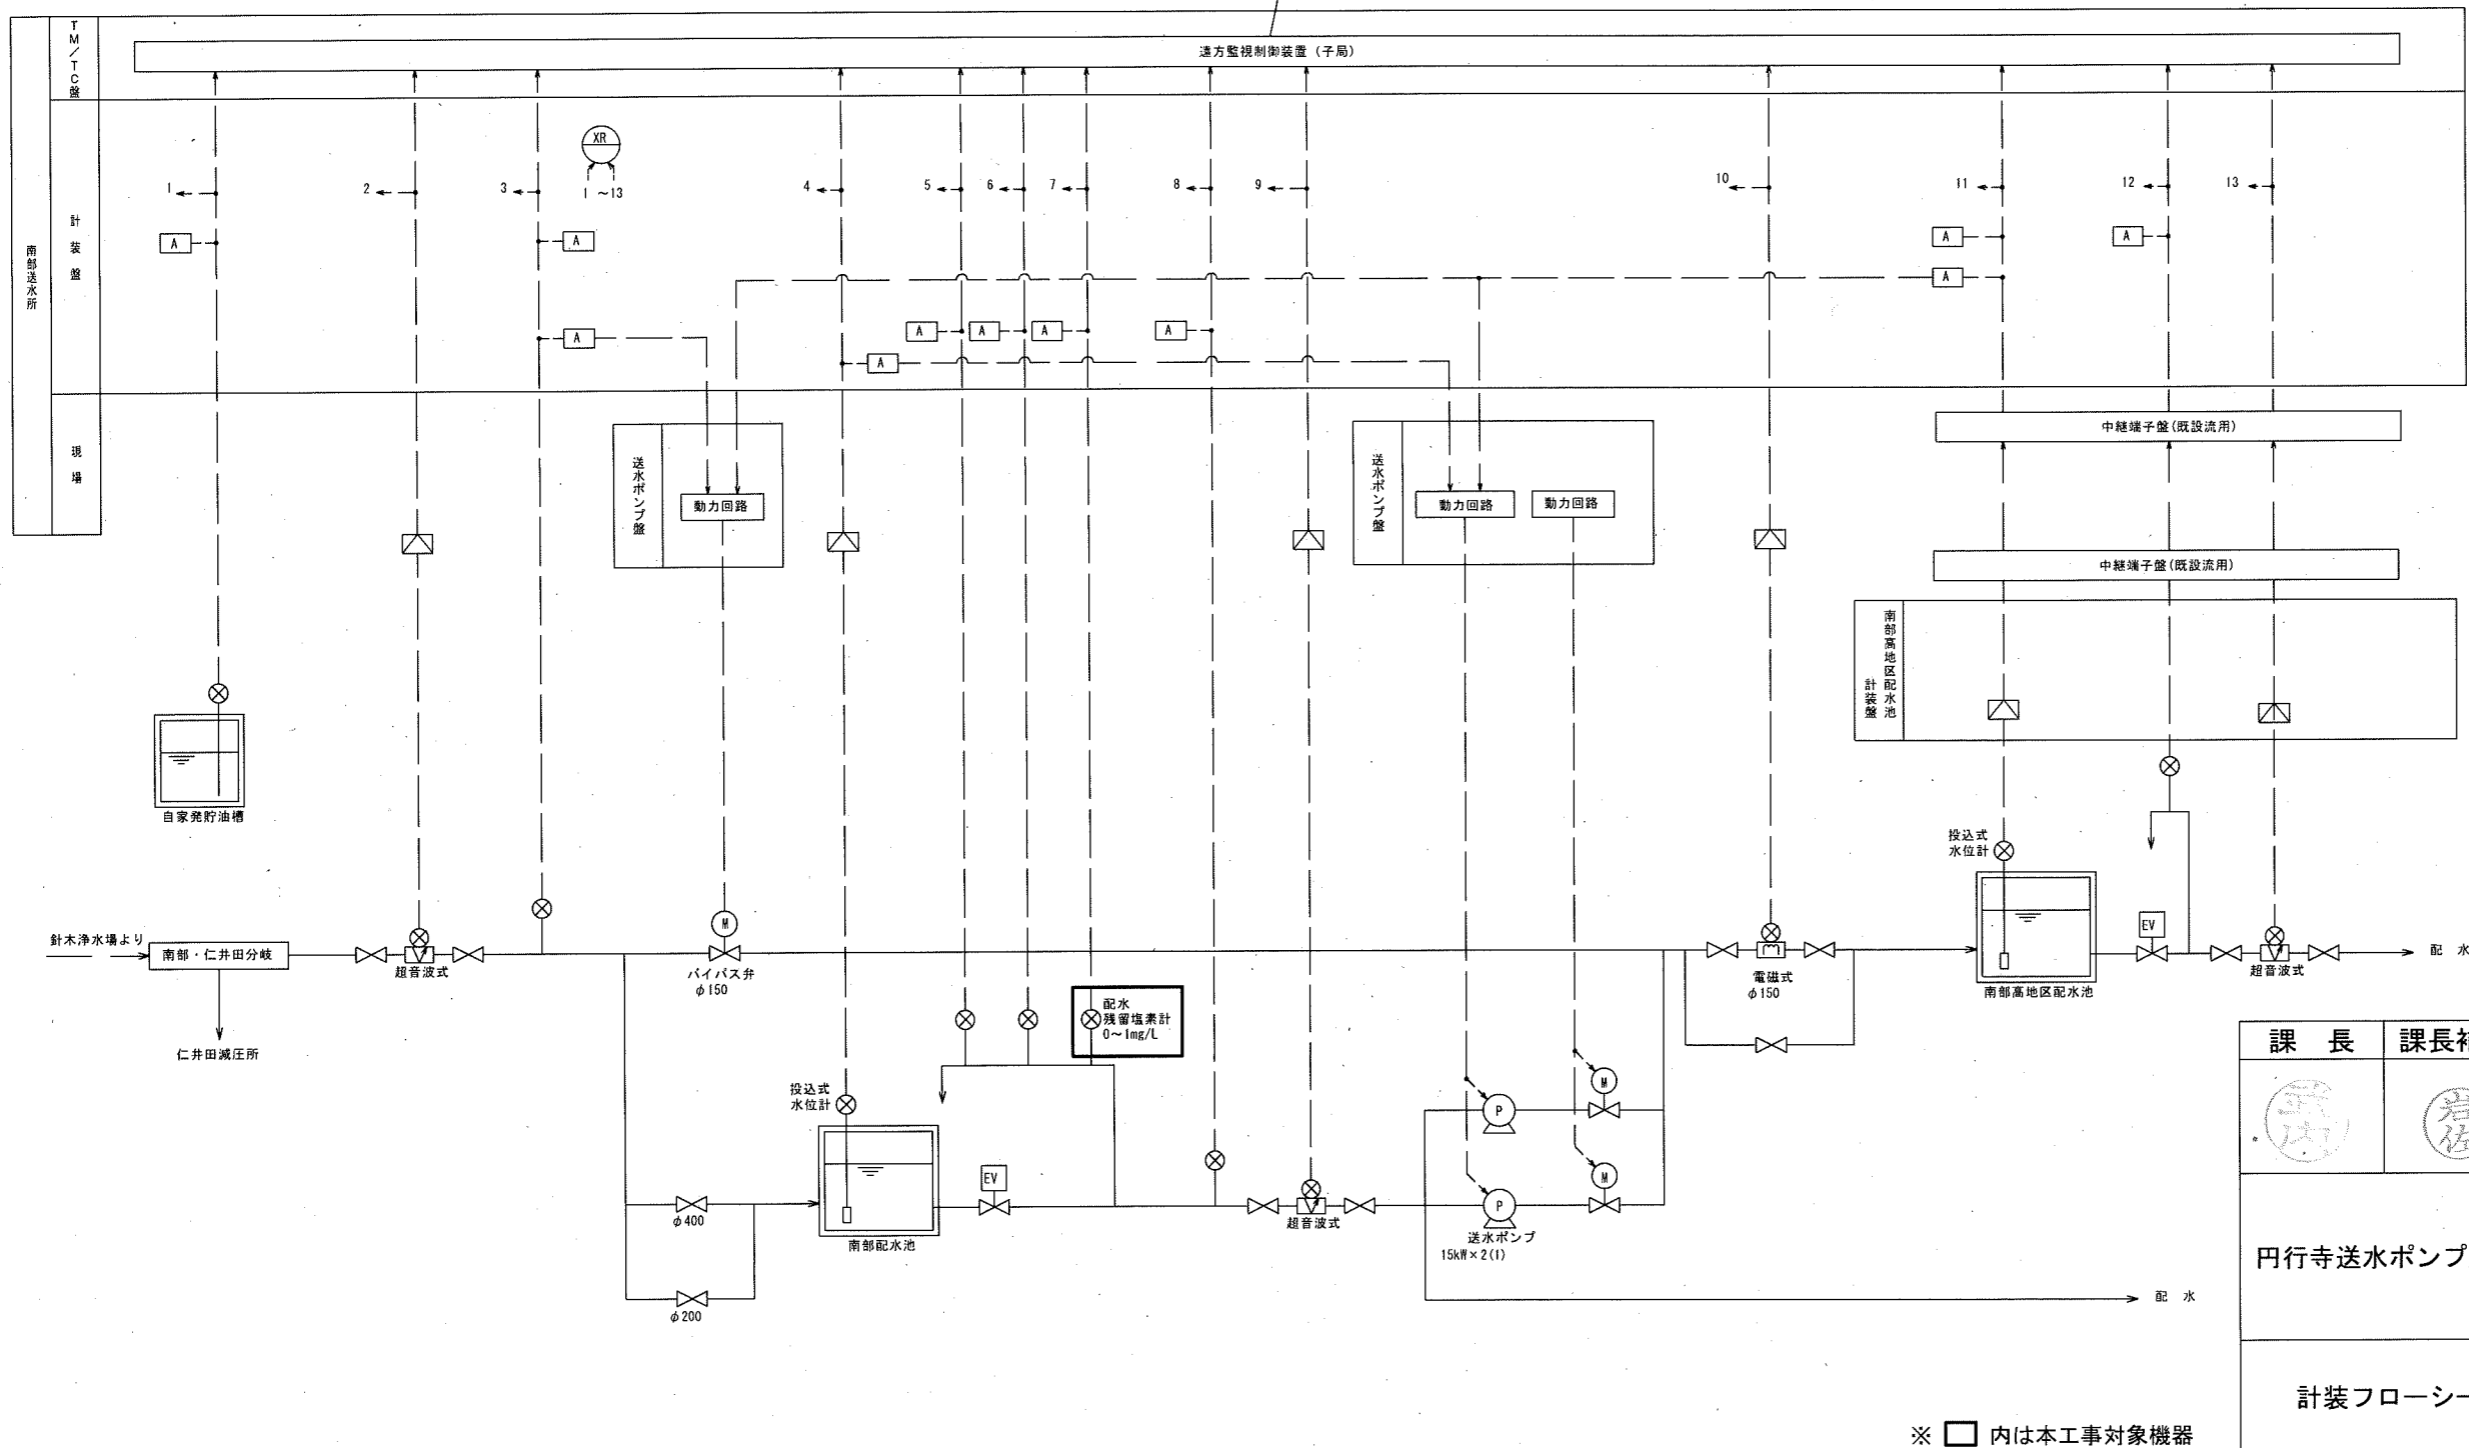 TM／TC盤
遠方監視制御装置（子局）
南部送水所
計装盤
XR
1 ～13
1
2
3
4
5
6
7
8
9
10
11
12
13
A
A
A
A
A
A
A
A
A
A
A
現場
送水ポンプ盤
動力回路
送水ポンプ盤
動力回路
動力回路
中継端子盤(既設流用)
中継端子盤(既設流用)
南部高地区配水池
計装盤
自家発貯油槽
針木浄水場より
南部・仁井田分岐
仁井田減圧所
超音波式
M
バイパス弁
φ150
配水
残留塩素計
0～1mg/L
投込式
水位計
南部配水池
φ400
φ200
EV
超音波式
P
P
M
M
送水ポンプ
15kW×2(1)
電磁式
φ150
投込式
水位計
南部高地区配水池
EV
超音波式
配 水
配 水
課 長
課長補
岩佐
円行寺送水ポンプ
計装フローシー
※ 内は本工事対象機器